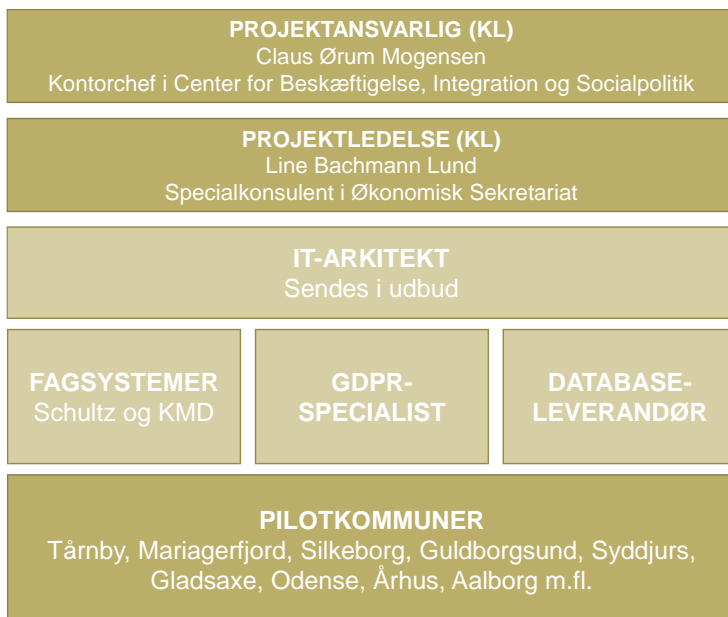 PROJEKTANSVARLIG (KL)
Claus Ørum Mogensen
Kontorchef i Center for Beskæftigelse, Integration og Socialpolitik
PROJEKTLEDELSE (KL)
Line Bachmann Lund
Specialkonsulent i Økonomisk Sekretariat
IT-ARKITEKT
Sendes i udbud
FAGSYSTEMER
Schultz og KMD
GDPR-
SPECIALIST
DATABASE-
LEVERANDØR
PILOTKOMMUNER
Tårnby, Mariagerfjord, Silkeborg, Guldborgsund, Syddjurs,
Gladsaxe, Odense, Århus, Aalborg m.fl.